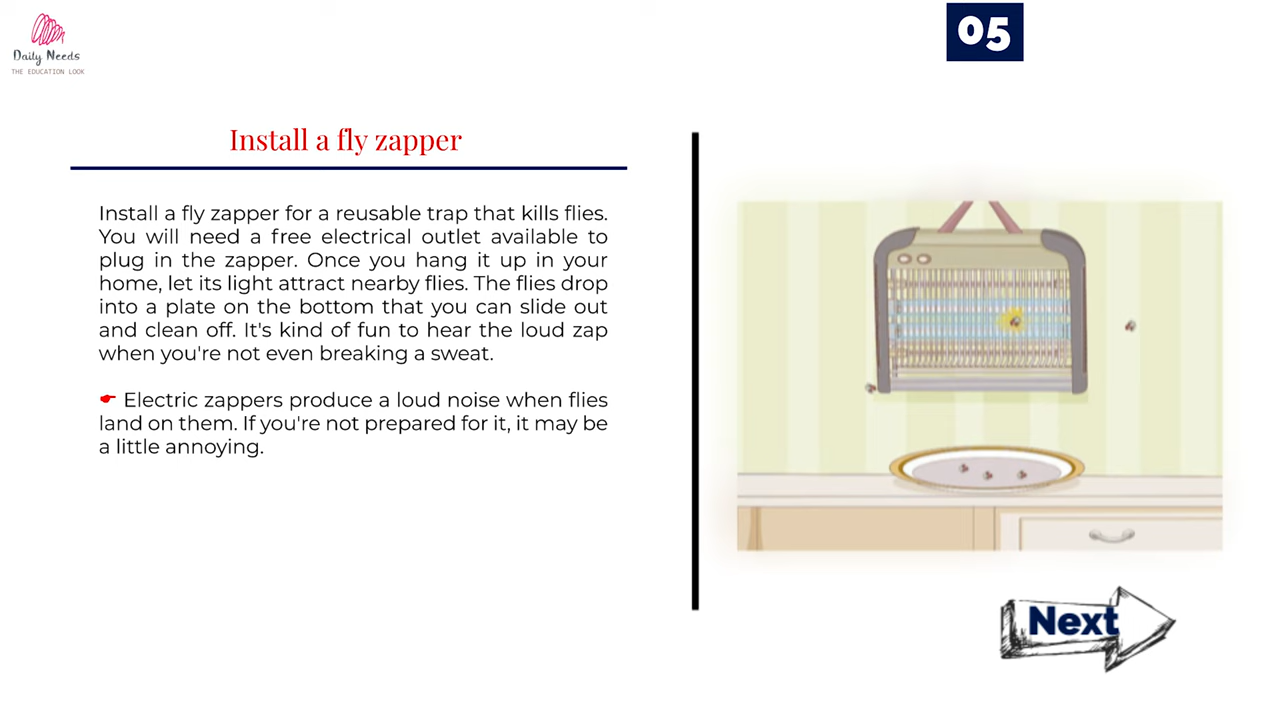 Daily Needs
THE EDUCATION LOOK
05
Install a fly zapper
Install a fly zapper for a reusable trap that kills flies.
You will need a free electrical outlet available to
plug in the zapper. Once you hang it up in your
home, let its light attract nearby flies. The flies drop
into a plate on the bottom that you can slide out
and clean off. It's kind of fun to hear the loud zap
when you're not even breaking a sweat.
☛ Electric zappers produce a loud noise when flies
land on them. If you're not prepared for it, it may be
a little annoying.
Next